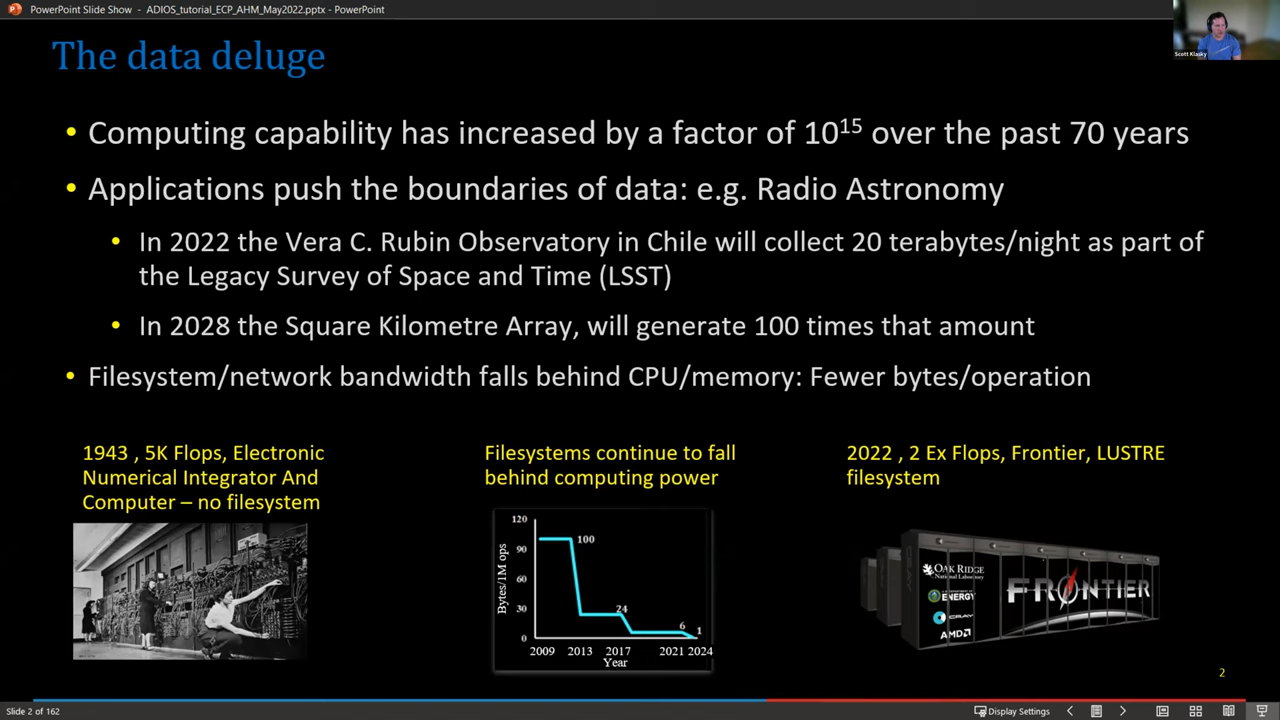 PowerPoint Slide Show - ADIOS_tutorial_ECP_AHM_May2022.pptx - PowerPoint
Scott Klasky
The data deluge
• Computing capability has increased by a factor of 10¹⁵ over the past 70 years
• Applications push the boundaries of data: e.g. Radio Astronomy
• In 2022 the Vera C. Rubin Observatory in Chile will collect 20 terabytes/night as part of
the Legacy Survey of Space and Time (LSST)
• In 2028 the Square Kilometre Array, will generate 100 times that amount
• Filesystem/network bandwidth falls behind CPU/memory: Fewer bytes/operation
1943 , 5K Flops, Electronic
Numerical Integrator And
Computer – no filesystem
Filesystems continue to fall
behind computing power
120
90
60
30
0
Bytes/1M ops
100
24
6
1
2009 2013 2017 2021 2024
Year
2022 , 2 Ex Flops, Frontier, LUSTRE
filesystem
OAK RIDGE
National Laboratory
ENERGY
CRAY
AMD
FRONTIER
2
Slide 2 of 162
Display Settings